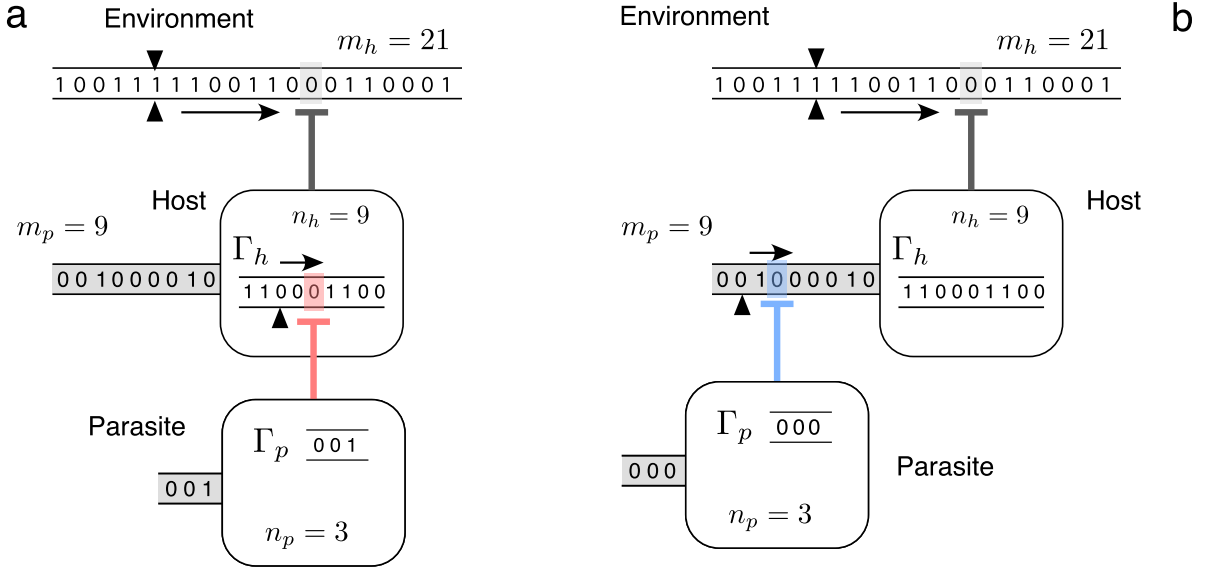 a
b
Environment
Environment
m_h = 21
m_h = 21
1 0 0 1 1 1 1 1 0 0 1 1 0 0 0 1 1 0 0 0 1
1 0 0 1 1 1 1 1 0 0 1 1 0 0 0 1 1 0 0 0 1
Host
Host
n_h = 9
n_h = 9
m_p = 9
m_p = 9
Γ_h
Γ_h
0 0 1 0 0 0 0 1 0
1 1 0 0 0 1 1 0 0
0 0 1 0 0 0 0 1 0
1 1 0 0 0 1 1 0 0
Parasite
Γ_p
0 0 1
Γ_p
0 0 0
0 0 1
0 0 0
Parasite
n_p = 3
n_p = 3